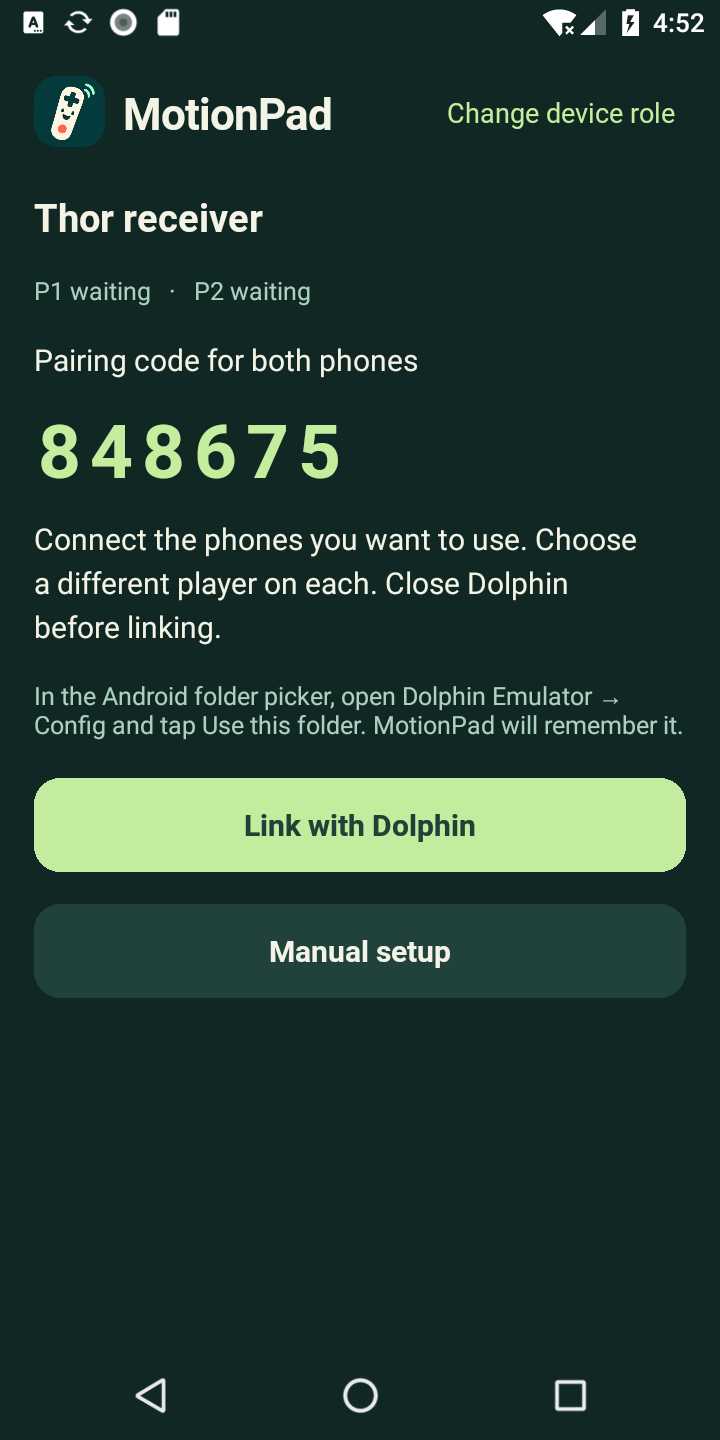 4:52
MotionPad
Change device role
Thor receiver
P1 waiting · P2 waiting
Pairing code for both phones
848675
Connect the phones you want to use. Choose
a different player on each. Close Dolphin
before linking.
In the Android folder picker, open Dolphin Emulator →
Config and tap Use this folder. MotionPad will remember it.
Link with Dolphin
Manual setup